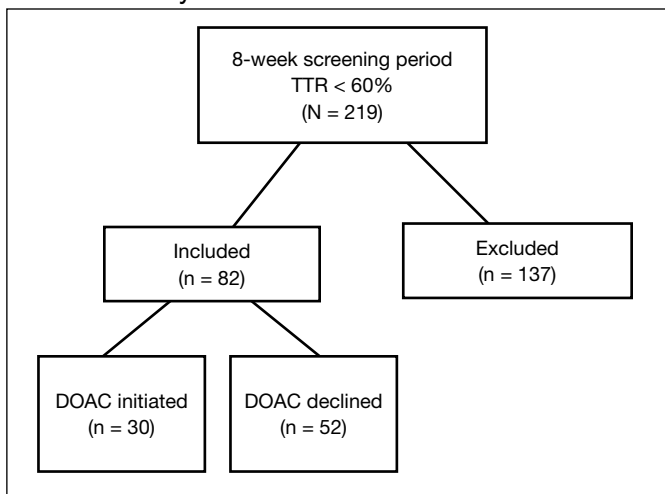 8-week screening period
TTR < 60%
(N = 219)
Included
(n = 82)
Excluded
(n = 137)
DOAC initiated
(n = 30)
DOAC declined
(n = 52)